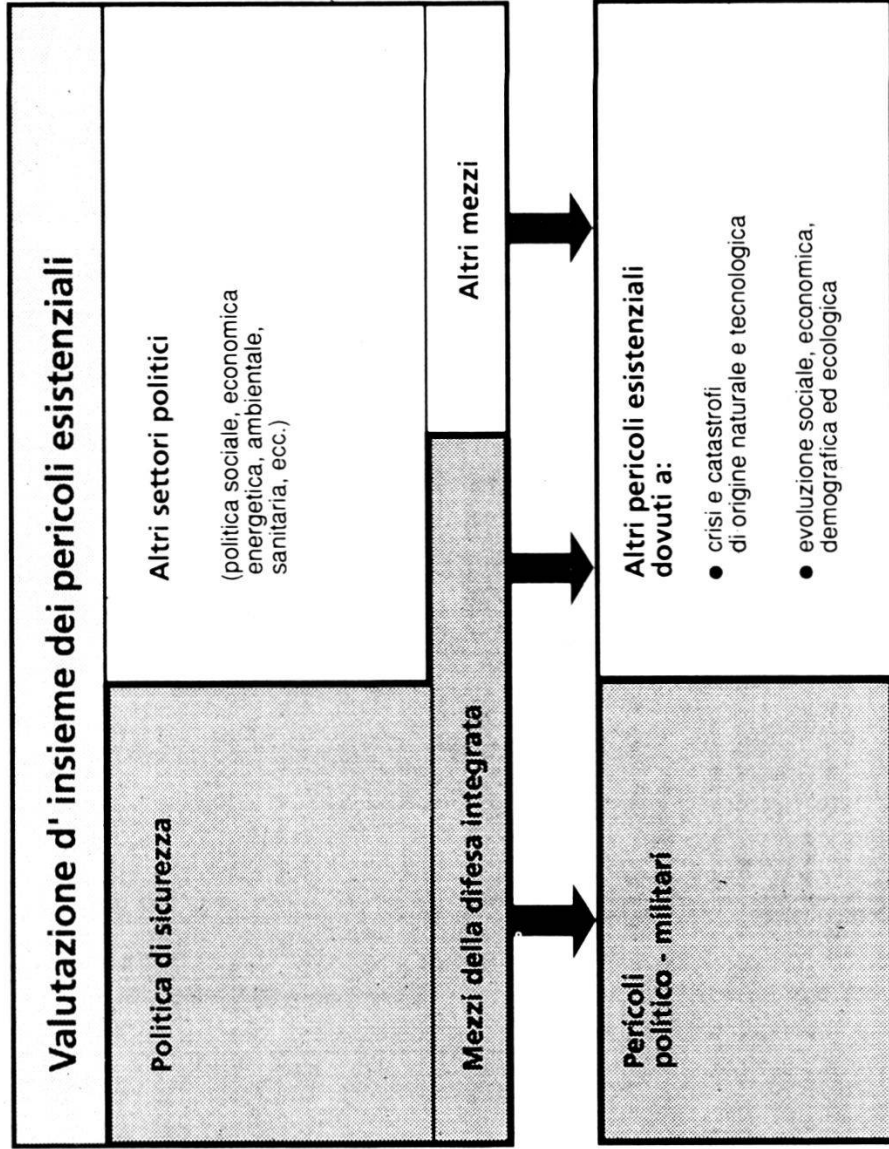 Valutazione d' insieme dei pericoli esistenziali
Politica di sicurezza
Altri settori politici
(politica sociale, economica
energetica, ambientale,
sanitaria, ecc.)
Mezzi della difesa integrata
Altri mezzi
Pericoli
politico - militari
Altri pericoli esistenziali
dovuti a:
● crisi e catastrofi
di origine naturale e tecnologica
● evoluzione sociale, economica,
demografica ed ecologica